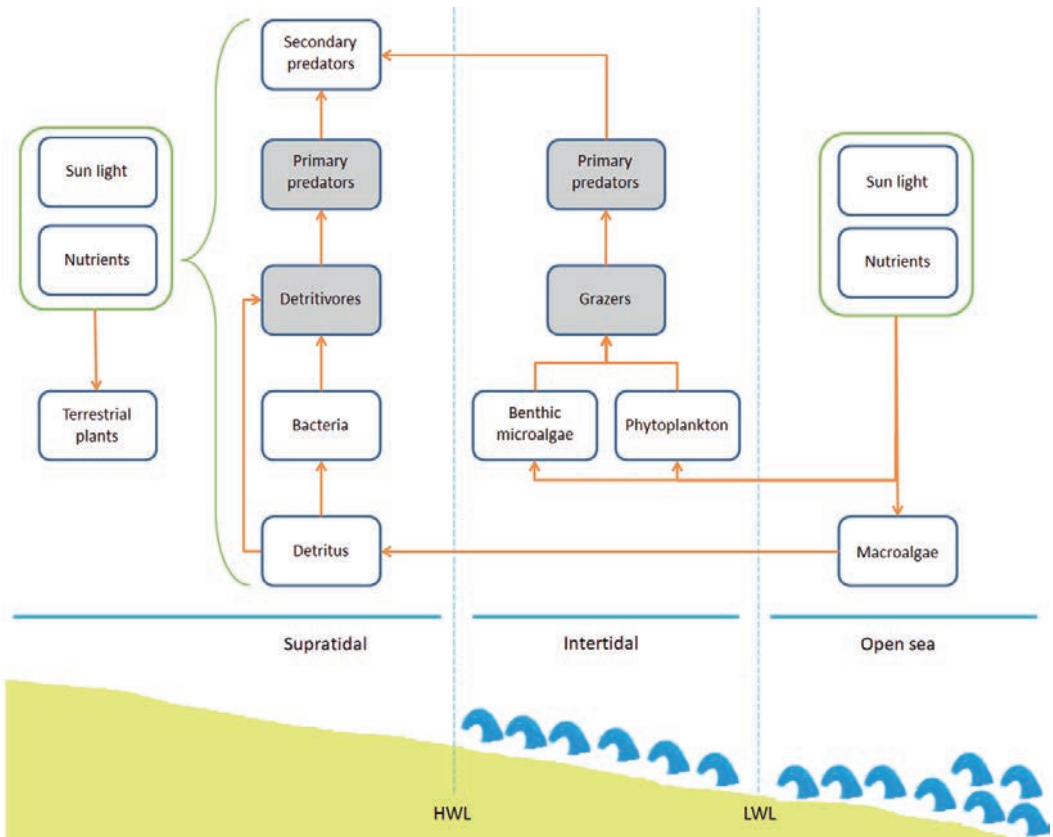 Secondary
predators
Sun light
Nutrients
Terrestrial
plants
Primary
predators
Detritivores
Bacteria
Detritus
Primary
predators
Grazers
Benthic
microalgae
Phytoplankton
Sun light
Nutrients
Macroalgae
Supratidal
Intertidal
Open sea
HWL
LWL